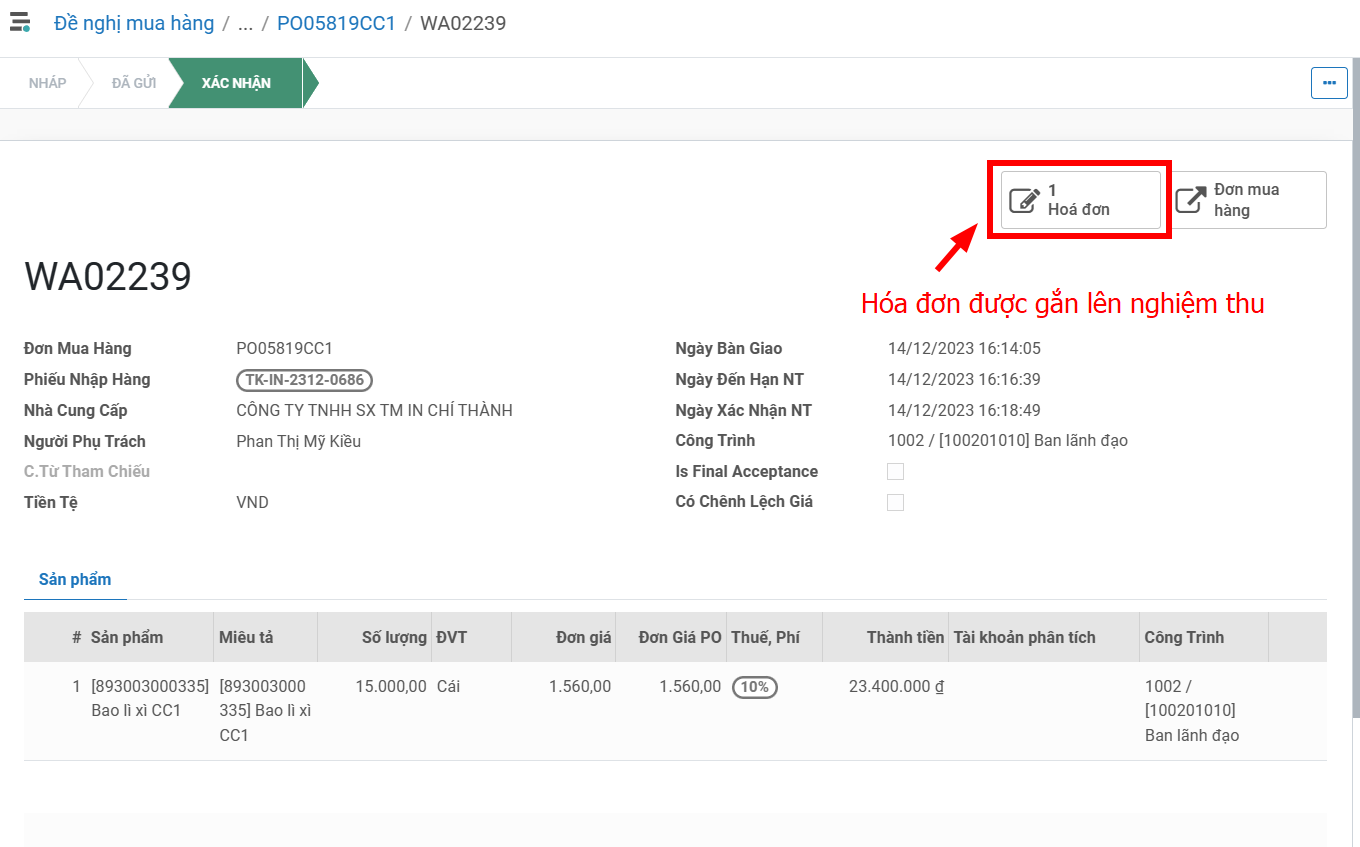 Đề nghị mua hàng / ... / PO05819CC1 / WA02239
NHÁP ĐÃ GỬI XÁC NHẬN
1
Hoá đơn
Đơn mua
hàng
WA02239
Hóa đơn được gắn lên nghiệm thu
Đơn Mua Hàng PO05819CC1
Phiếu Nhập Hàng TK-IN-2312-0686
Nhà Cung Cấp CÔNG TY TNHH SX TM IN CHÍ THÀNH
Người Phụ Trách Phan Thị Mỹ Kiều
C.Từ Tham Chiếu
Tiền Tệ VND
Ngày Bàn Giao 14/12/2023 16:14:05
Ngày Đến Hạn NT 14/12/2023 16:16:39
Ngày Xác Nhận NT 14/12/2023 16:18:49
Công Trình 1002 / [100201010] Ban lãnh đạo
Is Final Acceptance
Có Chênh Lệch Giá
Sản phẩm
# Sản phẩm Miêu tả Số lượng ĐVT Đơn giá Đơn Giá PO Thuế, Phí Thành tiền Tài khoản phân tích Công Trình
1 [893003000335] [893003000 15.000,00 Cái 1.560,00 1.560,00 10% 23.400.000 ₫ 1002 /
Bao lì xì CC1 335] Bao lì xì [100201010]
CC1 Ban lãnh đạo